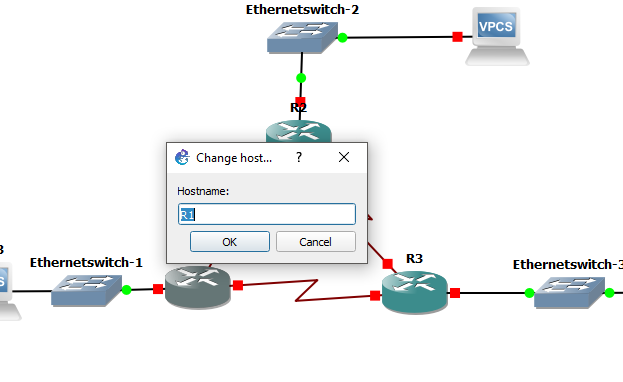 Ethernetswitch-2
VPCS
R2
Change host...
Hostname:
R1
OK
Cancel
R3
Ethernetswitch-1
Ethernetswitch-3